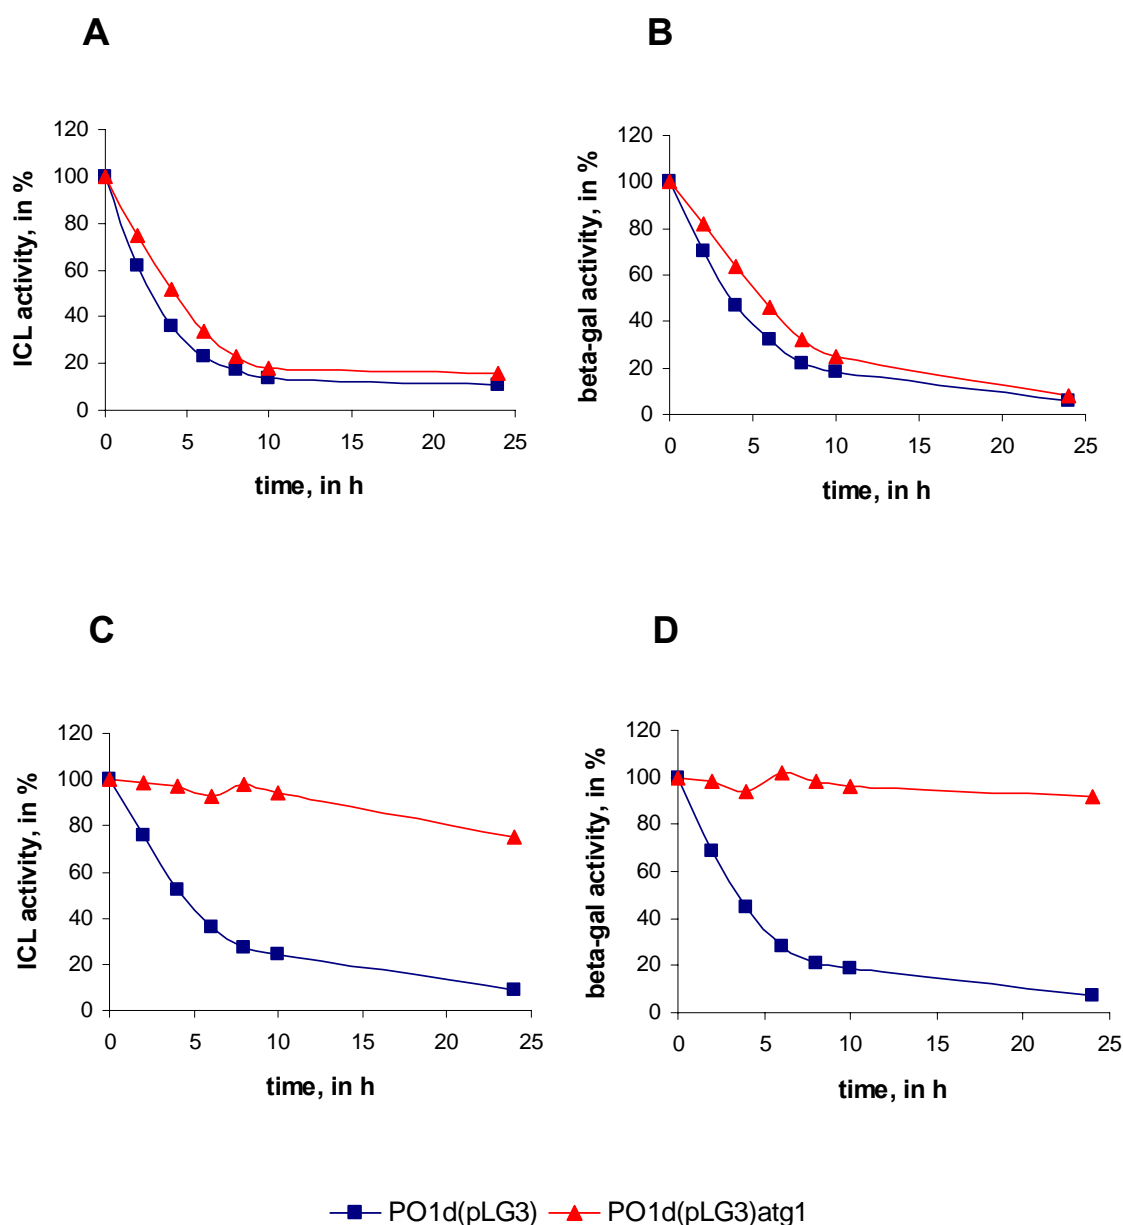 A
B
120
100
80
60
40
20
0
ICL activity, in %
0 5 10 15 20 25
time, in h
120
100
80
60
40
20
0
beta-gal activity, in %
0 5 10 15 20 25
time, in h
C
D
120
100
80
60
40
20
0
ICL activity, in %
0 5 10 15 20 25
time, in h
120
100
80
60
40
20
0
beta-gal activity, in %
0 5 10 15 20 25
time, in h
PO1d(pLG3) PO1d(pLG3)atg1